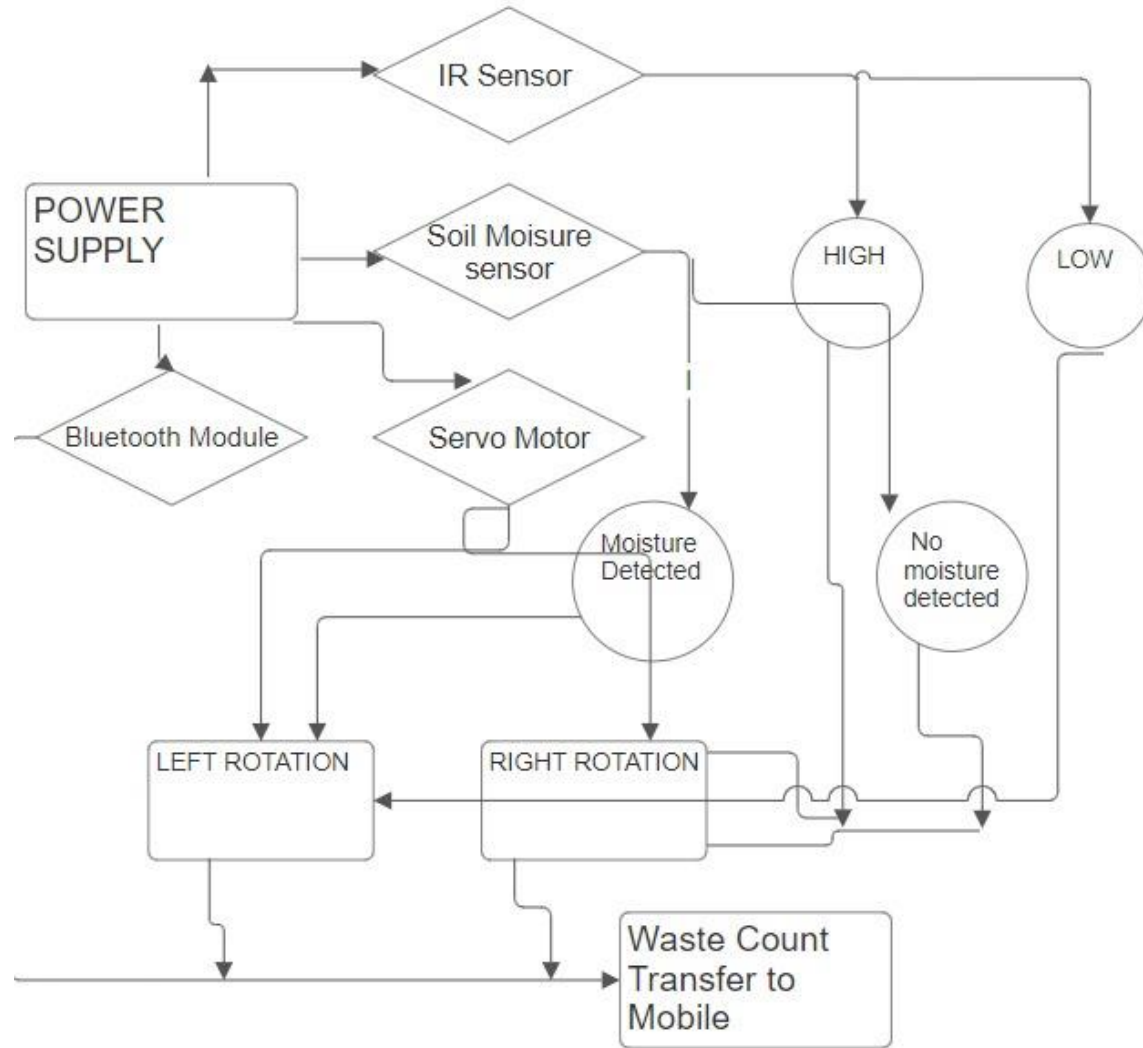 IR Sensor
POWER
SUPPLY
Soil Moisure
sensor
HIGH
LOW
Bluetooth Module
Servo Motor
Moisture
Detected
No
moisture
detected
LEFT ROTATION
RIGHT ROTATION
Waste Count
Transfer to
Mobile